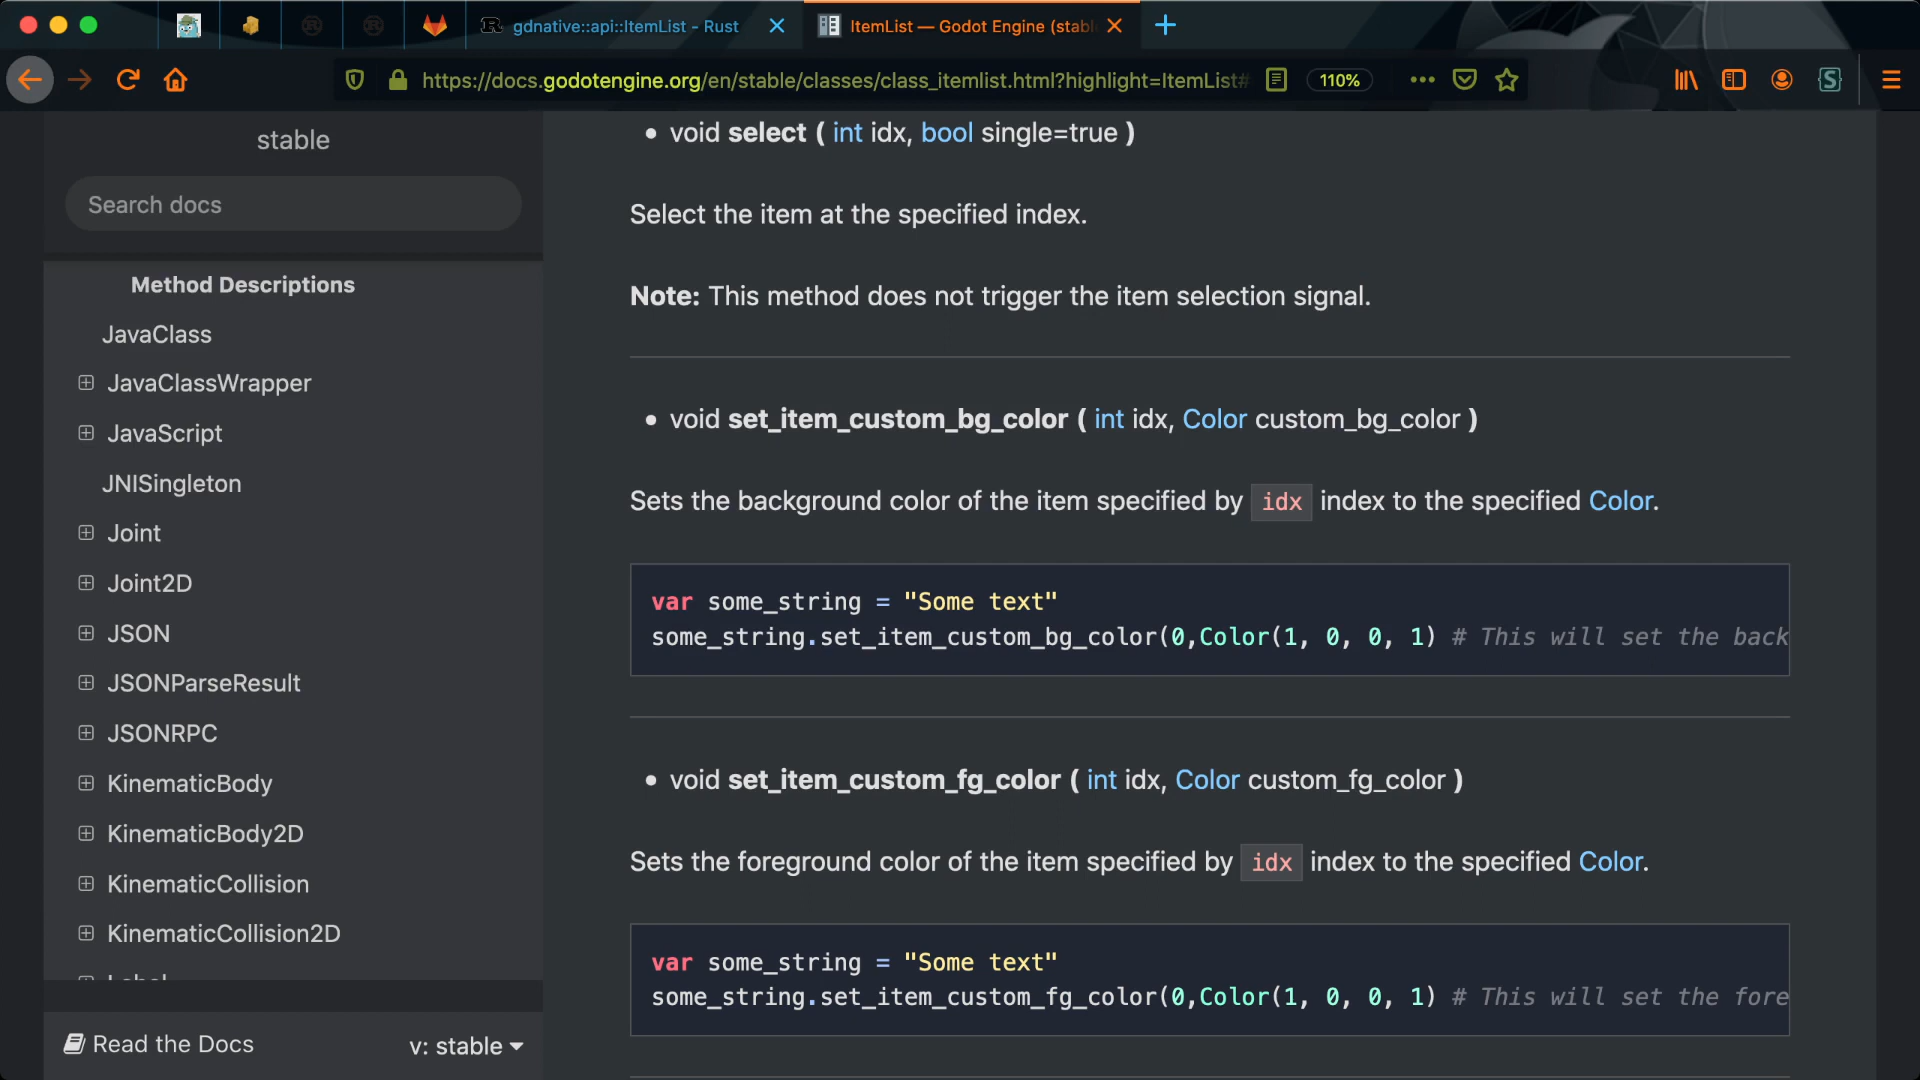 gdnative::api::ItemList - Rust
ItemList — Godot Engine (stabl
https://docs.godotengine.org/en/stable/classes/class_itemlist.html?highlight=ItemList#
110%
stable
Search docs
Method Descriptions
JavaClass
JavaClassWrapper
JavaScript
JNISingleton
Joint
Joint2D
JSON
JSONParseResult
JSONRPC
KinematicBody
KinematicBody2D
KinematicCollision
KinematicCollision2D
Label
Read the Docs
v: stable
• void select ( int idx, bool single=true )
Select the item at the specified index.
Note: This method does not trigger the item selection signal.
• void set_item_custom_bg_color ( int idx, Color custom_bg_color )
Sets the background color of the item specified by idx index to the specified Color.
var some_string = "Some text"
some_string.set_item_custom_bg_color(0,Color(1, 0, 0, 1) # This will set the back
• void set_item_custom_fg_color ( int idx, Color custom_fg_color )
Sets the foreground color of the item specified by idx index to the specified Color.
var some_string = "Some text"
some_string.set_item_custom_fg_color(0,Color(1, 0, 0, 1) # This will set the fore